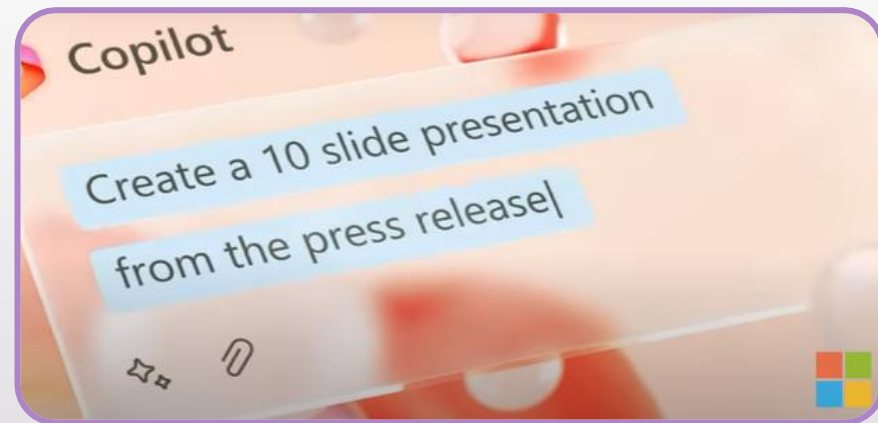 Copilot
Create a 10 slide presentation
from the press release